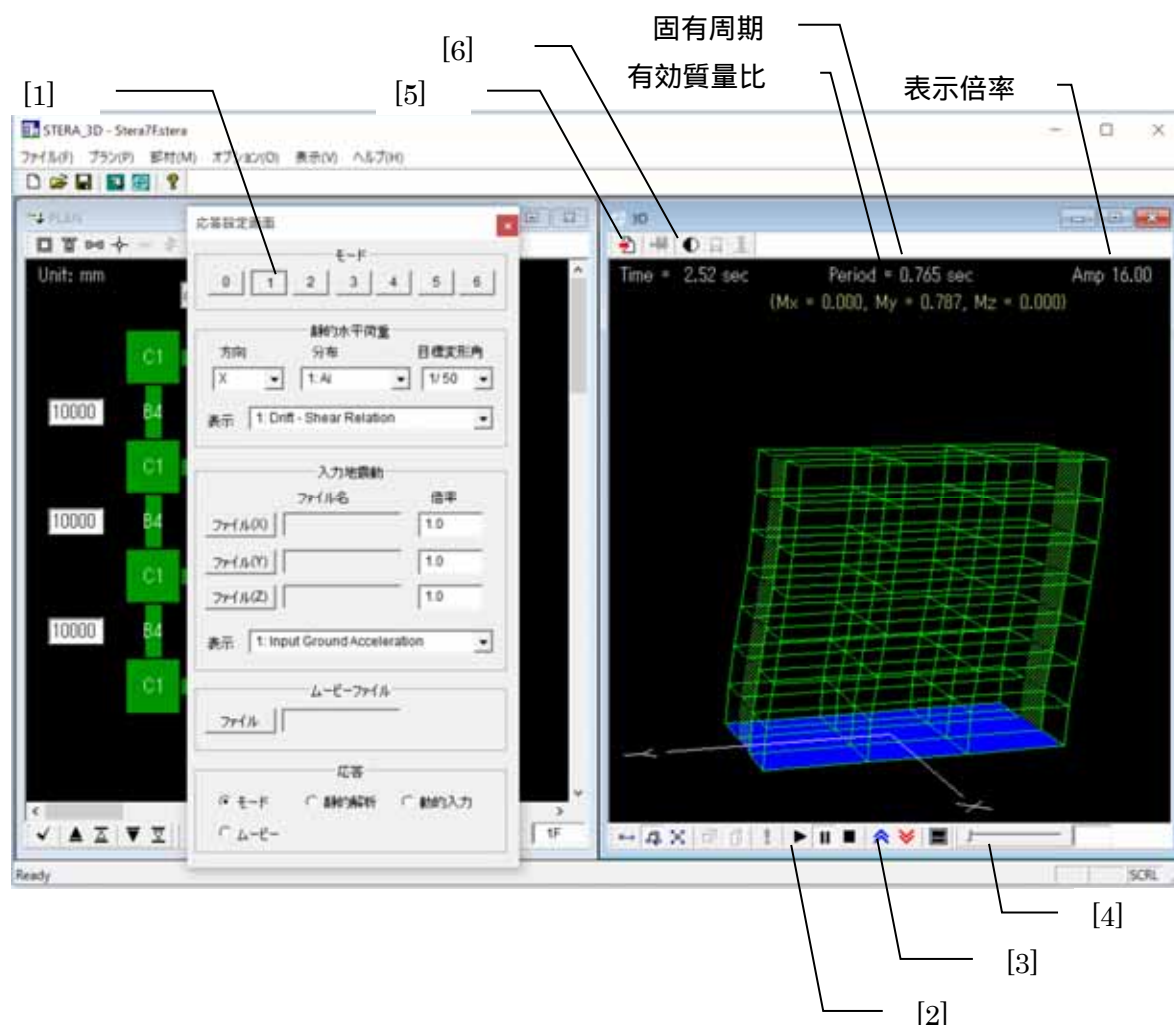 固有周期
[6]
有効質量比
表示倍率
[1]
[5]
STERA_3D - Stera7F.stera
ファイル(F) プラン(P) 部材(M) オプション(O) 表示(V) ヘルプ(H)
PLAN
応答設定画面
3D
モード
0 1 2 3 4 5 6
Unit: mm
Time = 2.52 sec Period = 0.765 sec Amp 16.00
(Mx = 0.000, My = 0.787, Mz = 0.000)
静的水平荷重
方向 分布 目標変形角
X 1: Ai 1/50
表示 1: Drift - Shear Relation
C1
10000 B4
C1
10000 B4
C1
10000 B4
C1
入力地震動
ファイル名 倍率
ファイル(X) 1.0
ファイル(Y) 1.0
ファイル(Z) 1.0
表示 1: Input Ground Acceleration
ムービーファイル
ファイル
応答
モード 静的解析 動的入力
ムービー
1F
Y
X
Ready
SCRL
[4]
[3]
[2]